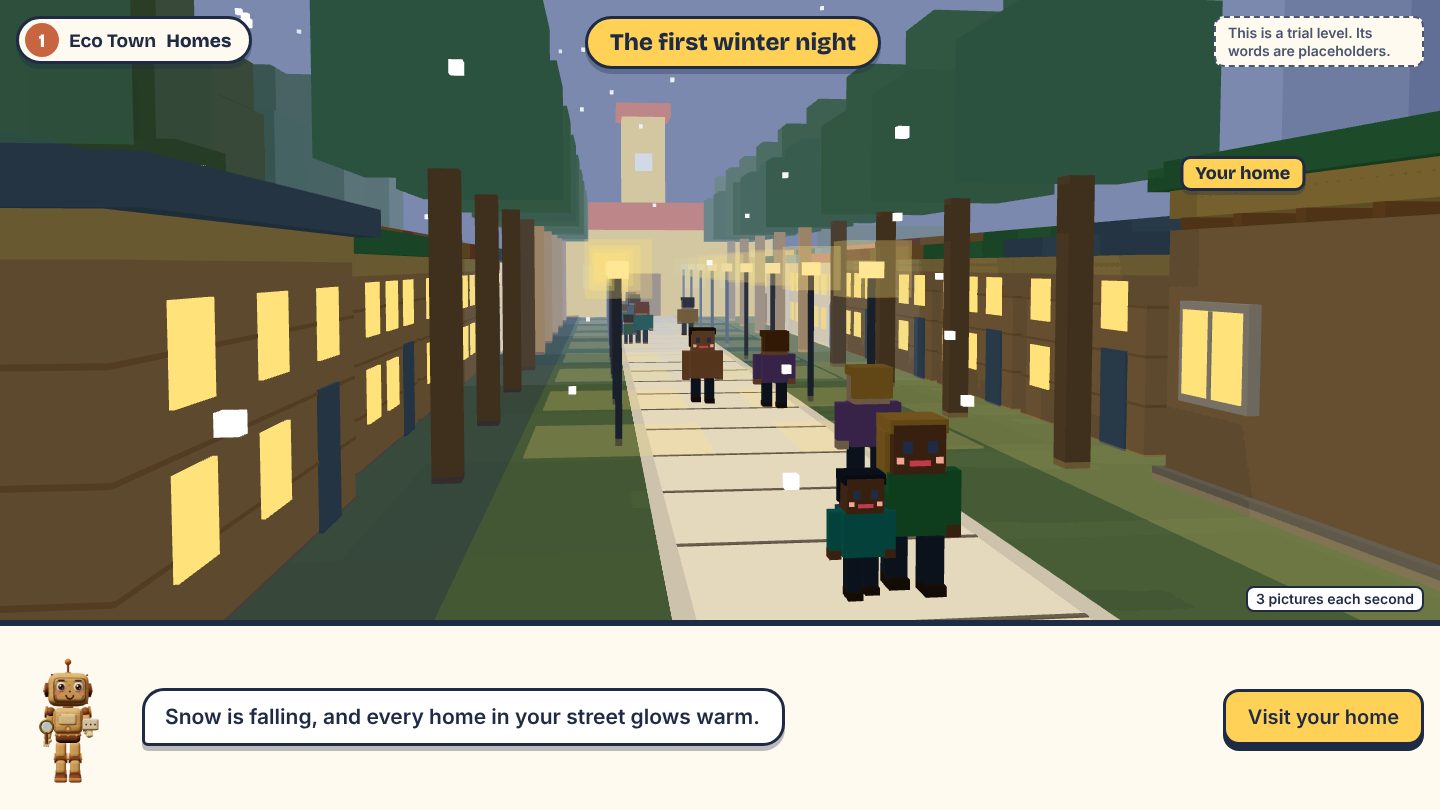 1 Eco Town Homes
The first winter night
This is a trial level. Its
words are placeholders.
Your home
3 pictures each second
Snow is falling, and every home in your street glows warm.
Visit your home